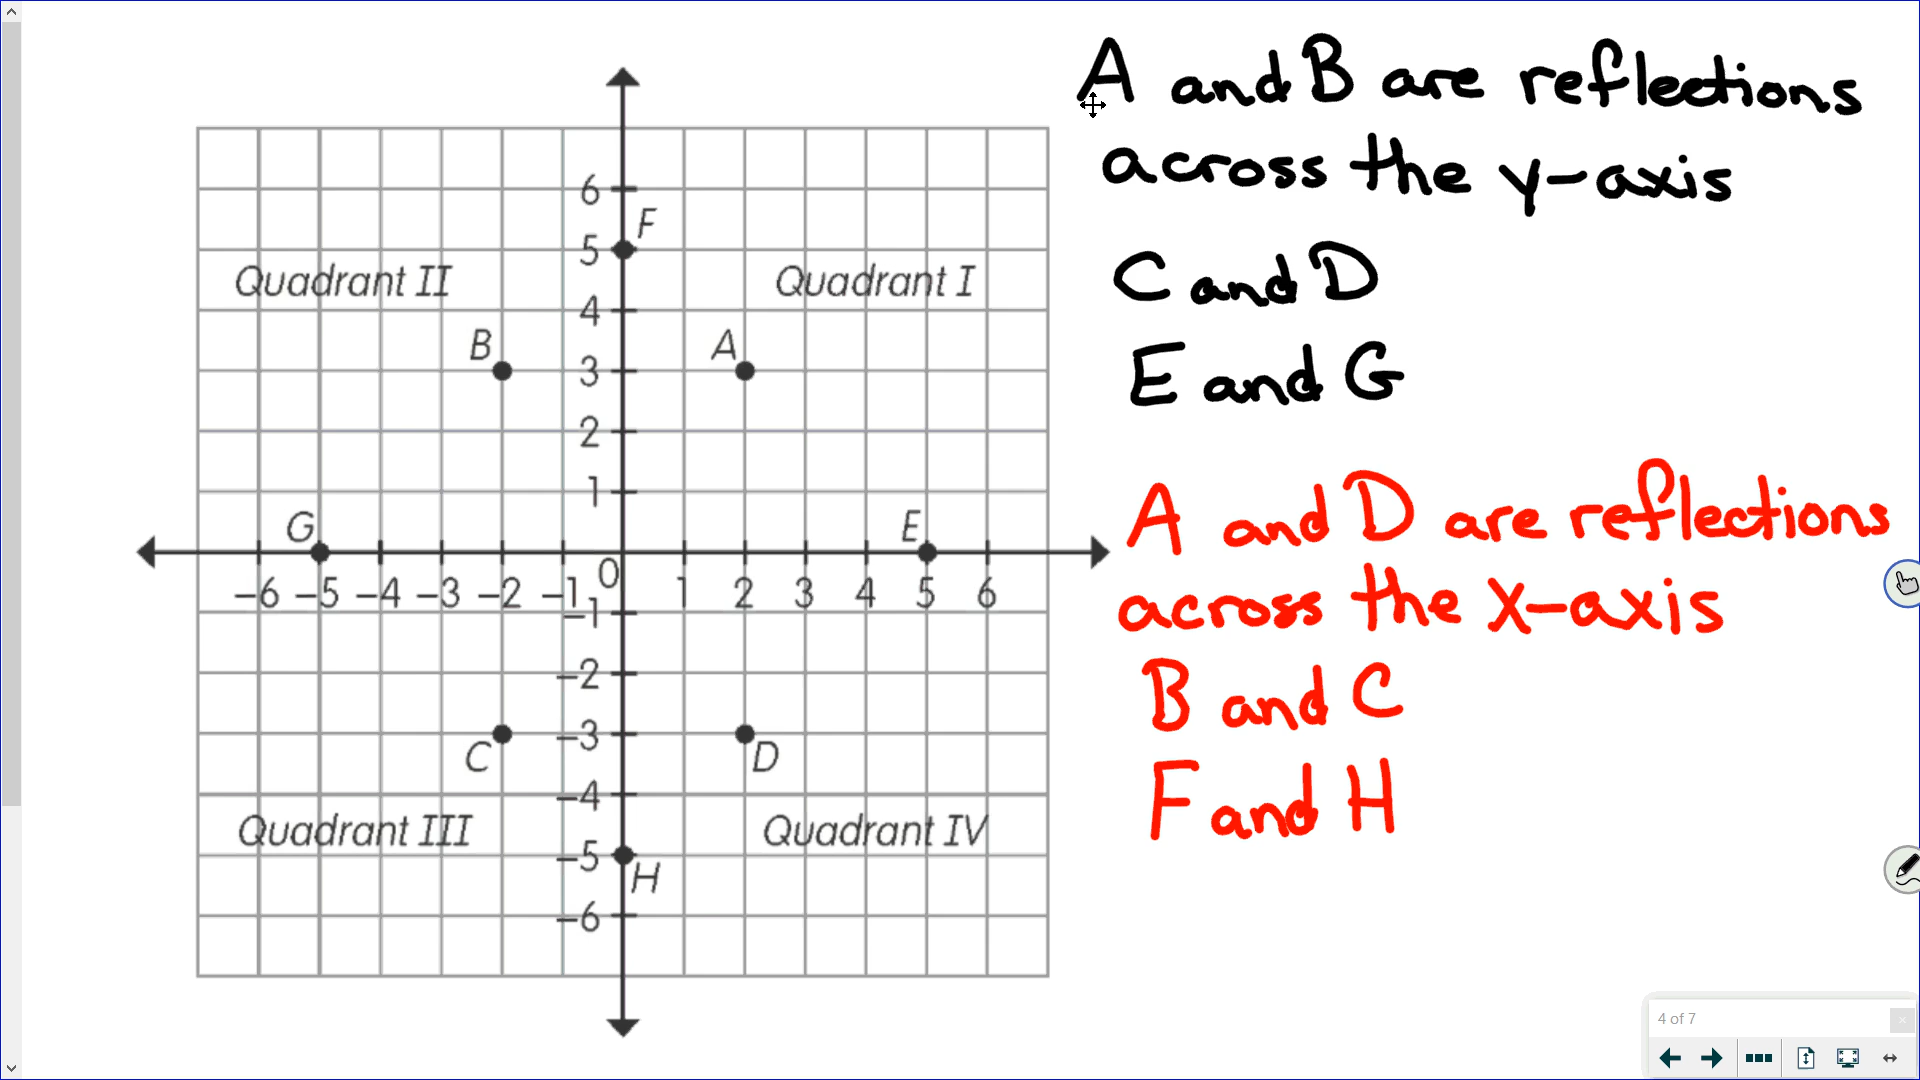 A and B are reflections
across the y-axis
C and D
E and G
A and D are reflections
across the x-axis
B and C
F and H
6
F
5
Quadrant II
Quadrant I
4
B
A
3
2
1
G
E
0
−6 −5 −4 −3 −2 −1 1 2 3 4 5 6
−1
−2
−3
C
D
−4
Quadrant III
Quadrant IV
−5
H
−6
4 of 7